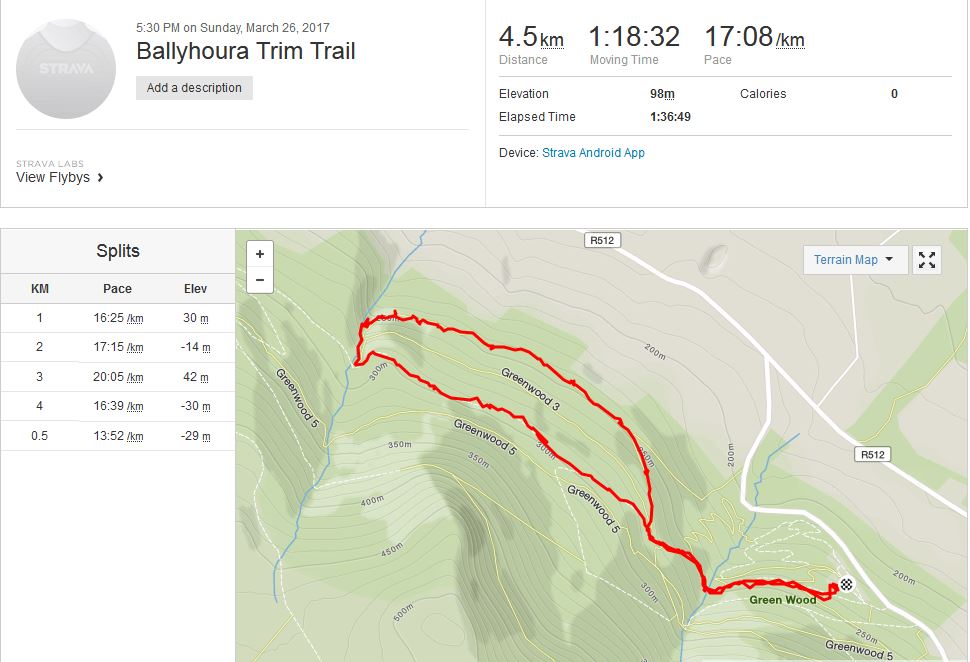 5:30 PM on Sunday, March 26, 2017
Ballyhoura Trim Trail
STRAVA
Add a description
STRAVA LABS
View Flybys
4.5km 1:18:32 17:08/km
Distance Moving Time Pace
Elevation 98m Calories 0
Elapsed Time 1:36:49
Device: Strava Android App
Splits
KM Pace Elev
1 16:25 /km 30 m
2 17:15 /km -14 m
3 20:05 /km 42 m
4 16:39 /km -30 m
0.5 13:52 /km -29 m
+
−
R512
Terrain Map
200m
300m
Greenwood 3
Greenwood 5
Greenwood 5
350m
350m
300m
250m
200m
R512
400m
Greenwood 5
450m
500m
300m
200m
Green Wood
250m
Greenwood 5